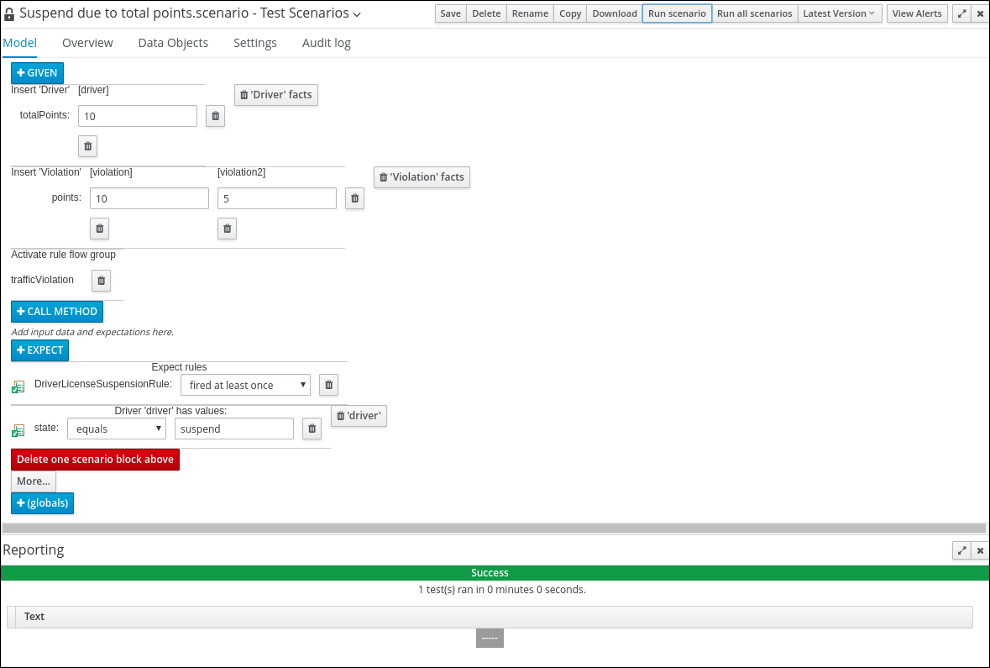 Suspend due to total points.scenario - Test Scenarios
Save Delete Rename Copy Download Run scenario Run all scenarios Latest Version View Alerts
Model Overview Data Objects Settings Audit log
+ GIVEN
Insert 'Driver' [driver] 'Driver' facts
totalPoints: 10
Insert 'Violation' [violation] [violation2] 'Violation' facts
points: 10 5
Activate rule flow group
trafficViolation
+ CALL METHOD
Add input data and expectations here.
+ EXPECT
Expect rules
DriverLicenseSuspensionRule: fired at least once
Driver 'driver' has values: 'driver'
state: equals suspend
Delete one scenario block above
More...
+ (globals)
Reporting
Success
1 test(s) ran in 0 minutes 0 seconds.
Text
-----